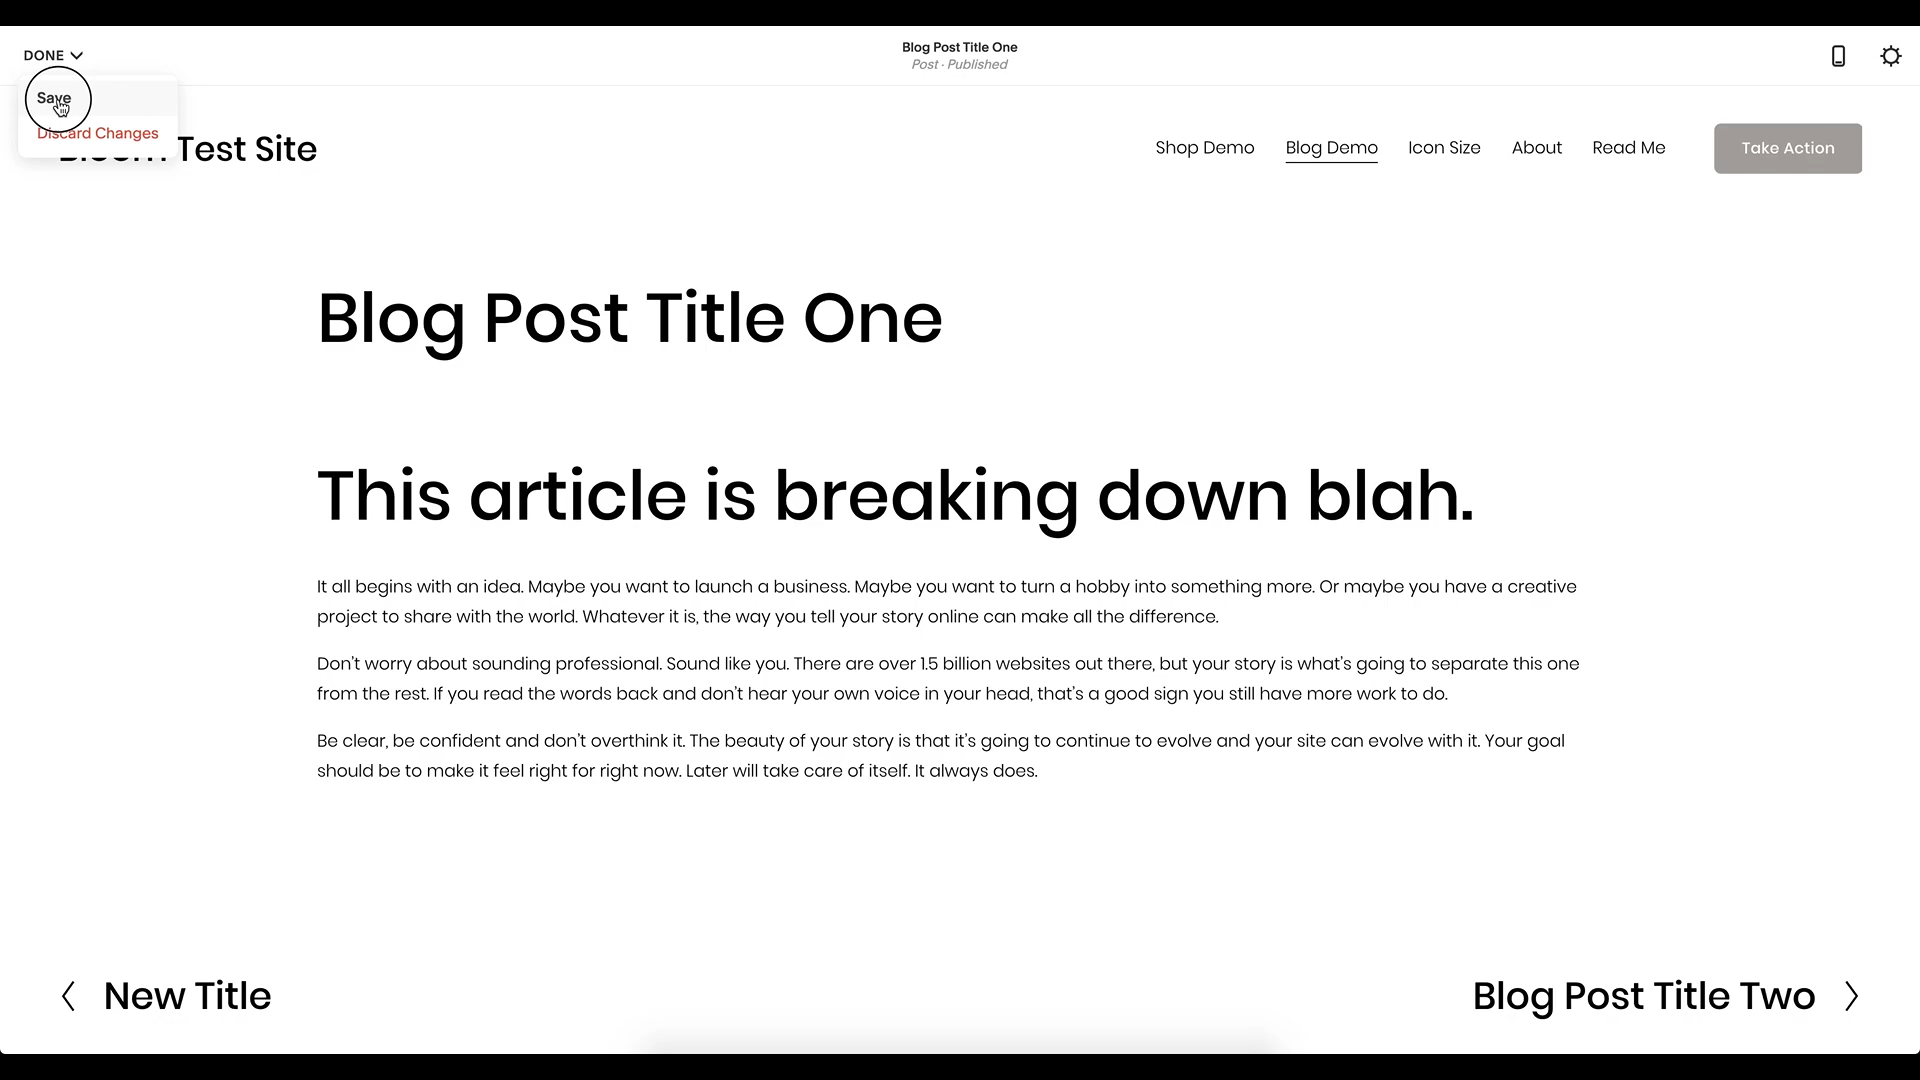 DONE
Blog Post Title One
Post · Published
Save
Discard Changes
Test Site
Shop Demo
Blog Demo
Icon Size
About
Read Me
Take Action
Blog Post Title One
This article is breaking down blah.
It all begins with an idea. Maybe you want to launch a business. Maybe you want to turn a hobby into something more. Or maybe you have a creative
project to share with the world. Whatever it is, the way you tell your story online can make all the difference.
Don’t worry about sounding professional. Sound like you. There are over 1.5 billion websites out there, but your story is what’s going to separate this one
from the rest. If you read the words back and don’t hear your own voice in your head, that’s a good sign you still have more work to do.
Be clear, be confident and don’t overthink it. The beauty of your story is that it’s going to continue to evolve and your site can evolve with it. Your goal
should be to make it feel right for right now. Later will take care of itself. It always does.
New Title
Blog Post Title Two